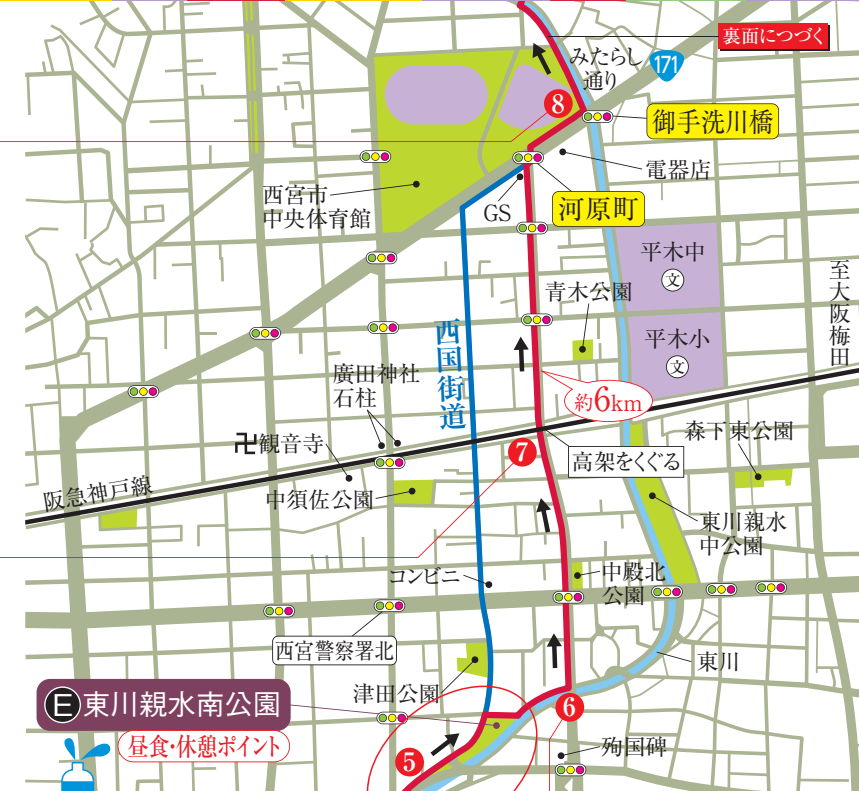 裏面につづく
みたらし
通り
171
8
御手洗川橋
電器店
西宮市
中央体育館
GS
河原町
平木中
文
青木公園
至大阪梅田
平木小
文
西国街道
廣田神社
石柱
約6km
卍観音寺
7
高架をくぐる
森下東公園
阪急神戸線
中須佐公園
東川親水
中公園
コンビニ
中殿北
公園
西宮警察署北
東川
津田公園
E東川親水南公園
6
昼食・休憩ポイント
5
殉国碑